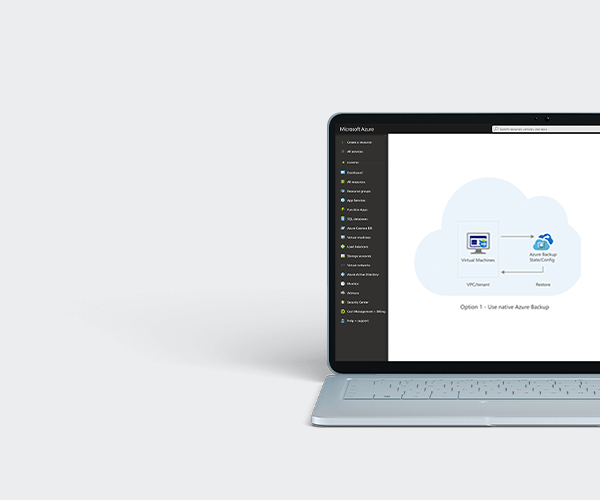 Microsoft Azure
Search resources, services, and docs
Create a resource
All services
Dashboard
All resources
Resource groups
App Services
Function Apps
SQL databases
Azure Cosmos DB
Virtual machines
Load balancers
Storage accounts
Virtual networks
Azure Active Directory
Monitor
Advisor
Security Center
Cost Management + Billing
Help + support
Virtual Machines
Azure Backup
State/Config
VPC/tenant
Restore
Option 1 - Use native Azure Backup